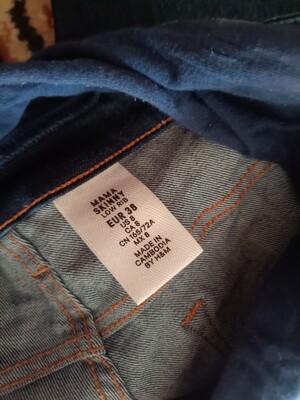 MAMA
SKINNY
LOW RIB
EUR 38
US 8
CA 8
CN 165/72A
MX 8
MADE IN
CAMBODIA
BY H&M